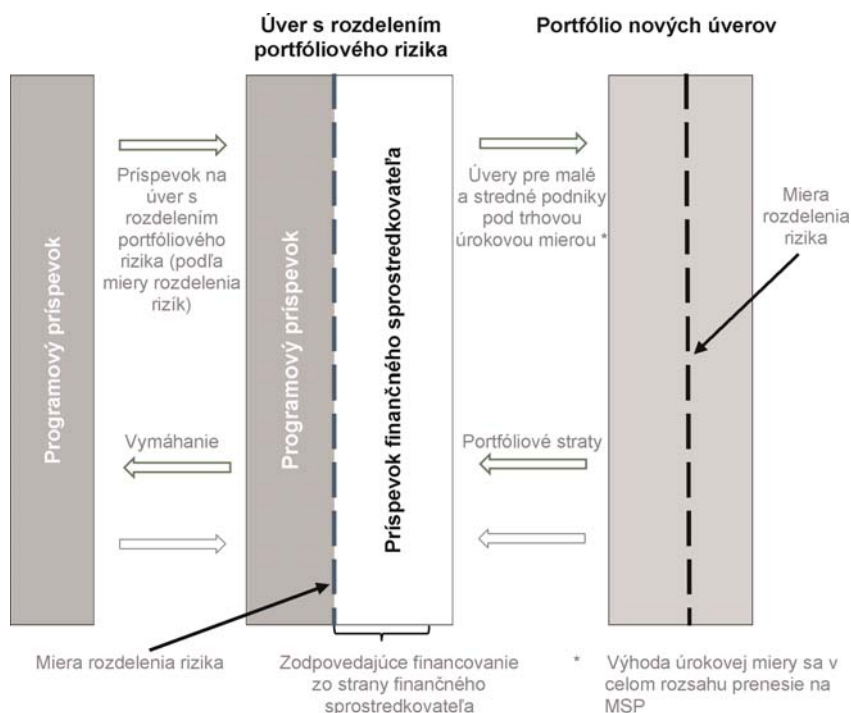 Úver s rozdelením
portfóliového rizika
Portfólio nových úverov
Programový príspevok
Príspevok na
úver s
rozdelením
portfóliového
rizika (podľa
miery rozdelenia
rizík)
Vymáhanie
Programový príspevok
Príspevok finančného sprostredkovateľa
Úvery pre malé
a stredné podniky
pod trhovou
úrokovou mierou *
Portfóliové straty
Miera
rozdelenia
rizika
Miera rozdelenia rizika
Zodpovedajúce financovanie
zo strany finančného
sprostredkovateľa
* Výhoda úrokovej miery sa v
celom rozsahu prenesie na
MSP